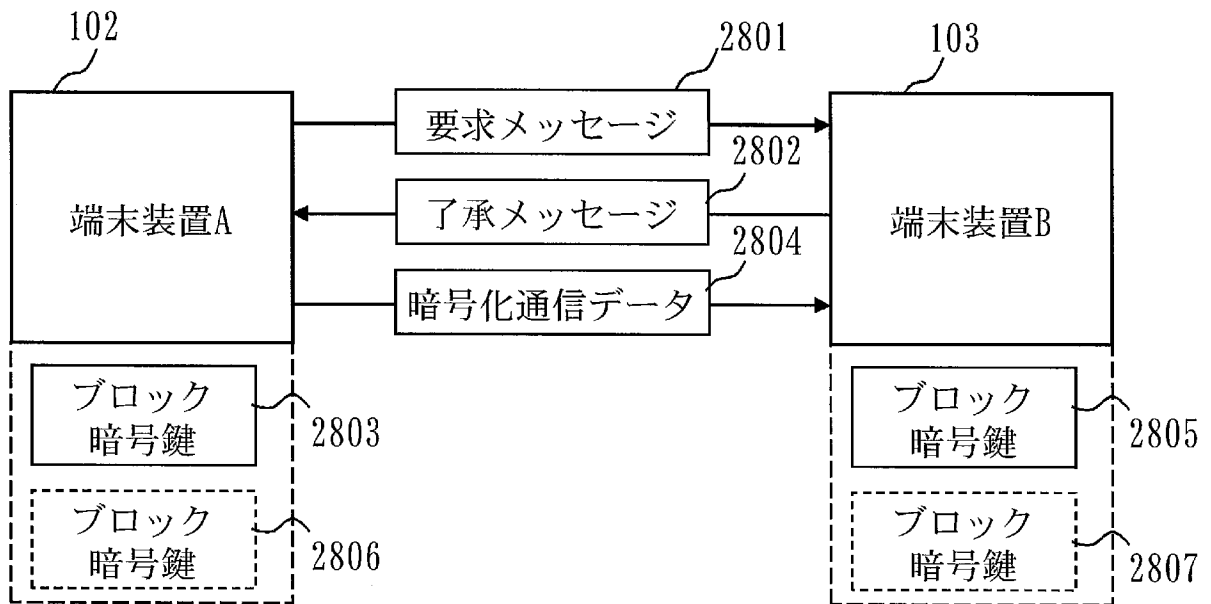 102
2801
103
要求メッセージ
2802
了承メッセージ
端末装置A
端末装置B
2804
暗号化通信データ
ブロック
暗号鍵
2803
ブロック
暗号鍵
2805
ブロック
暗号鍵
2806
ブロック
暗号鍵
2807